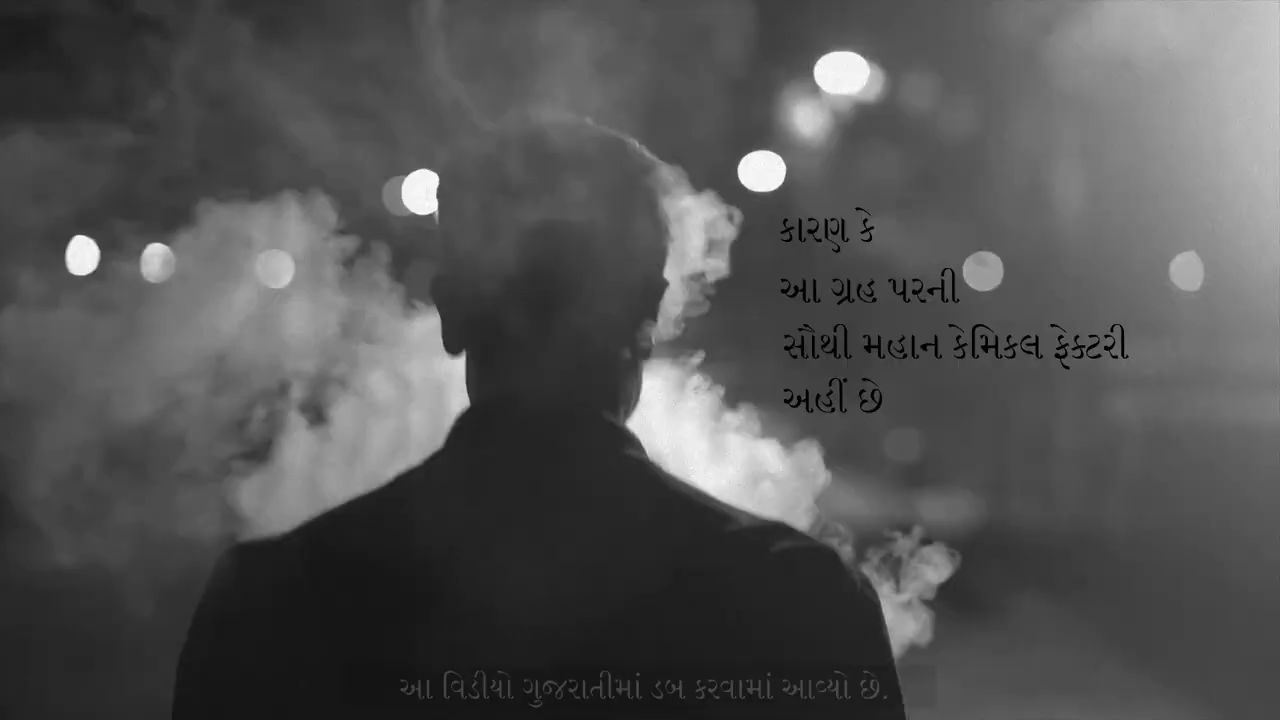 કારણ કે
આ ગ્રહ પરની
સૌથી મહાન કેમિકલ ફેક્ટરી
અહીં છે
આ વિડીયો ગુજરાતીમાં ડબ કરવામાં આવ્યો છે.